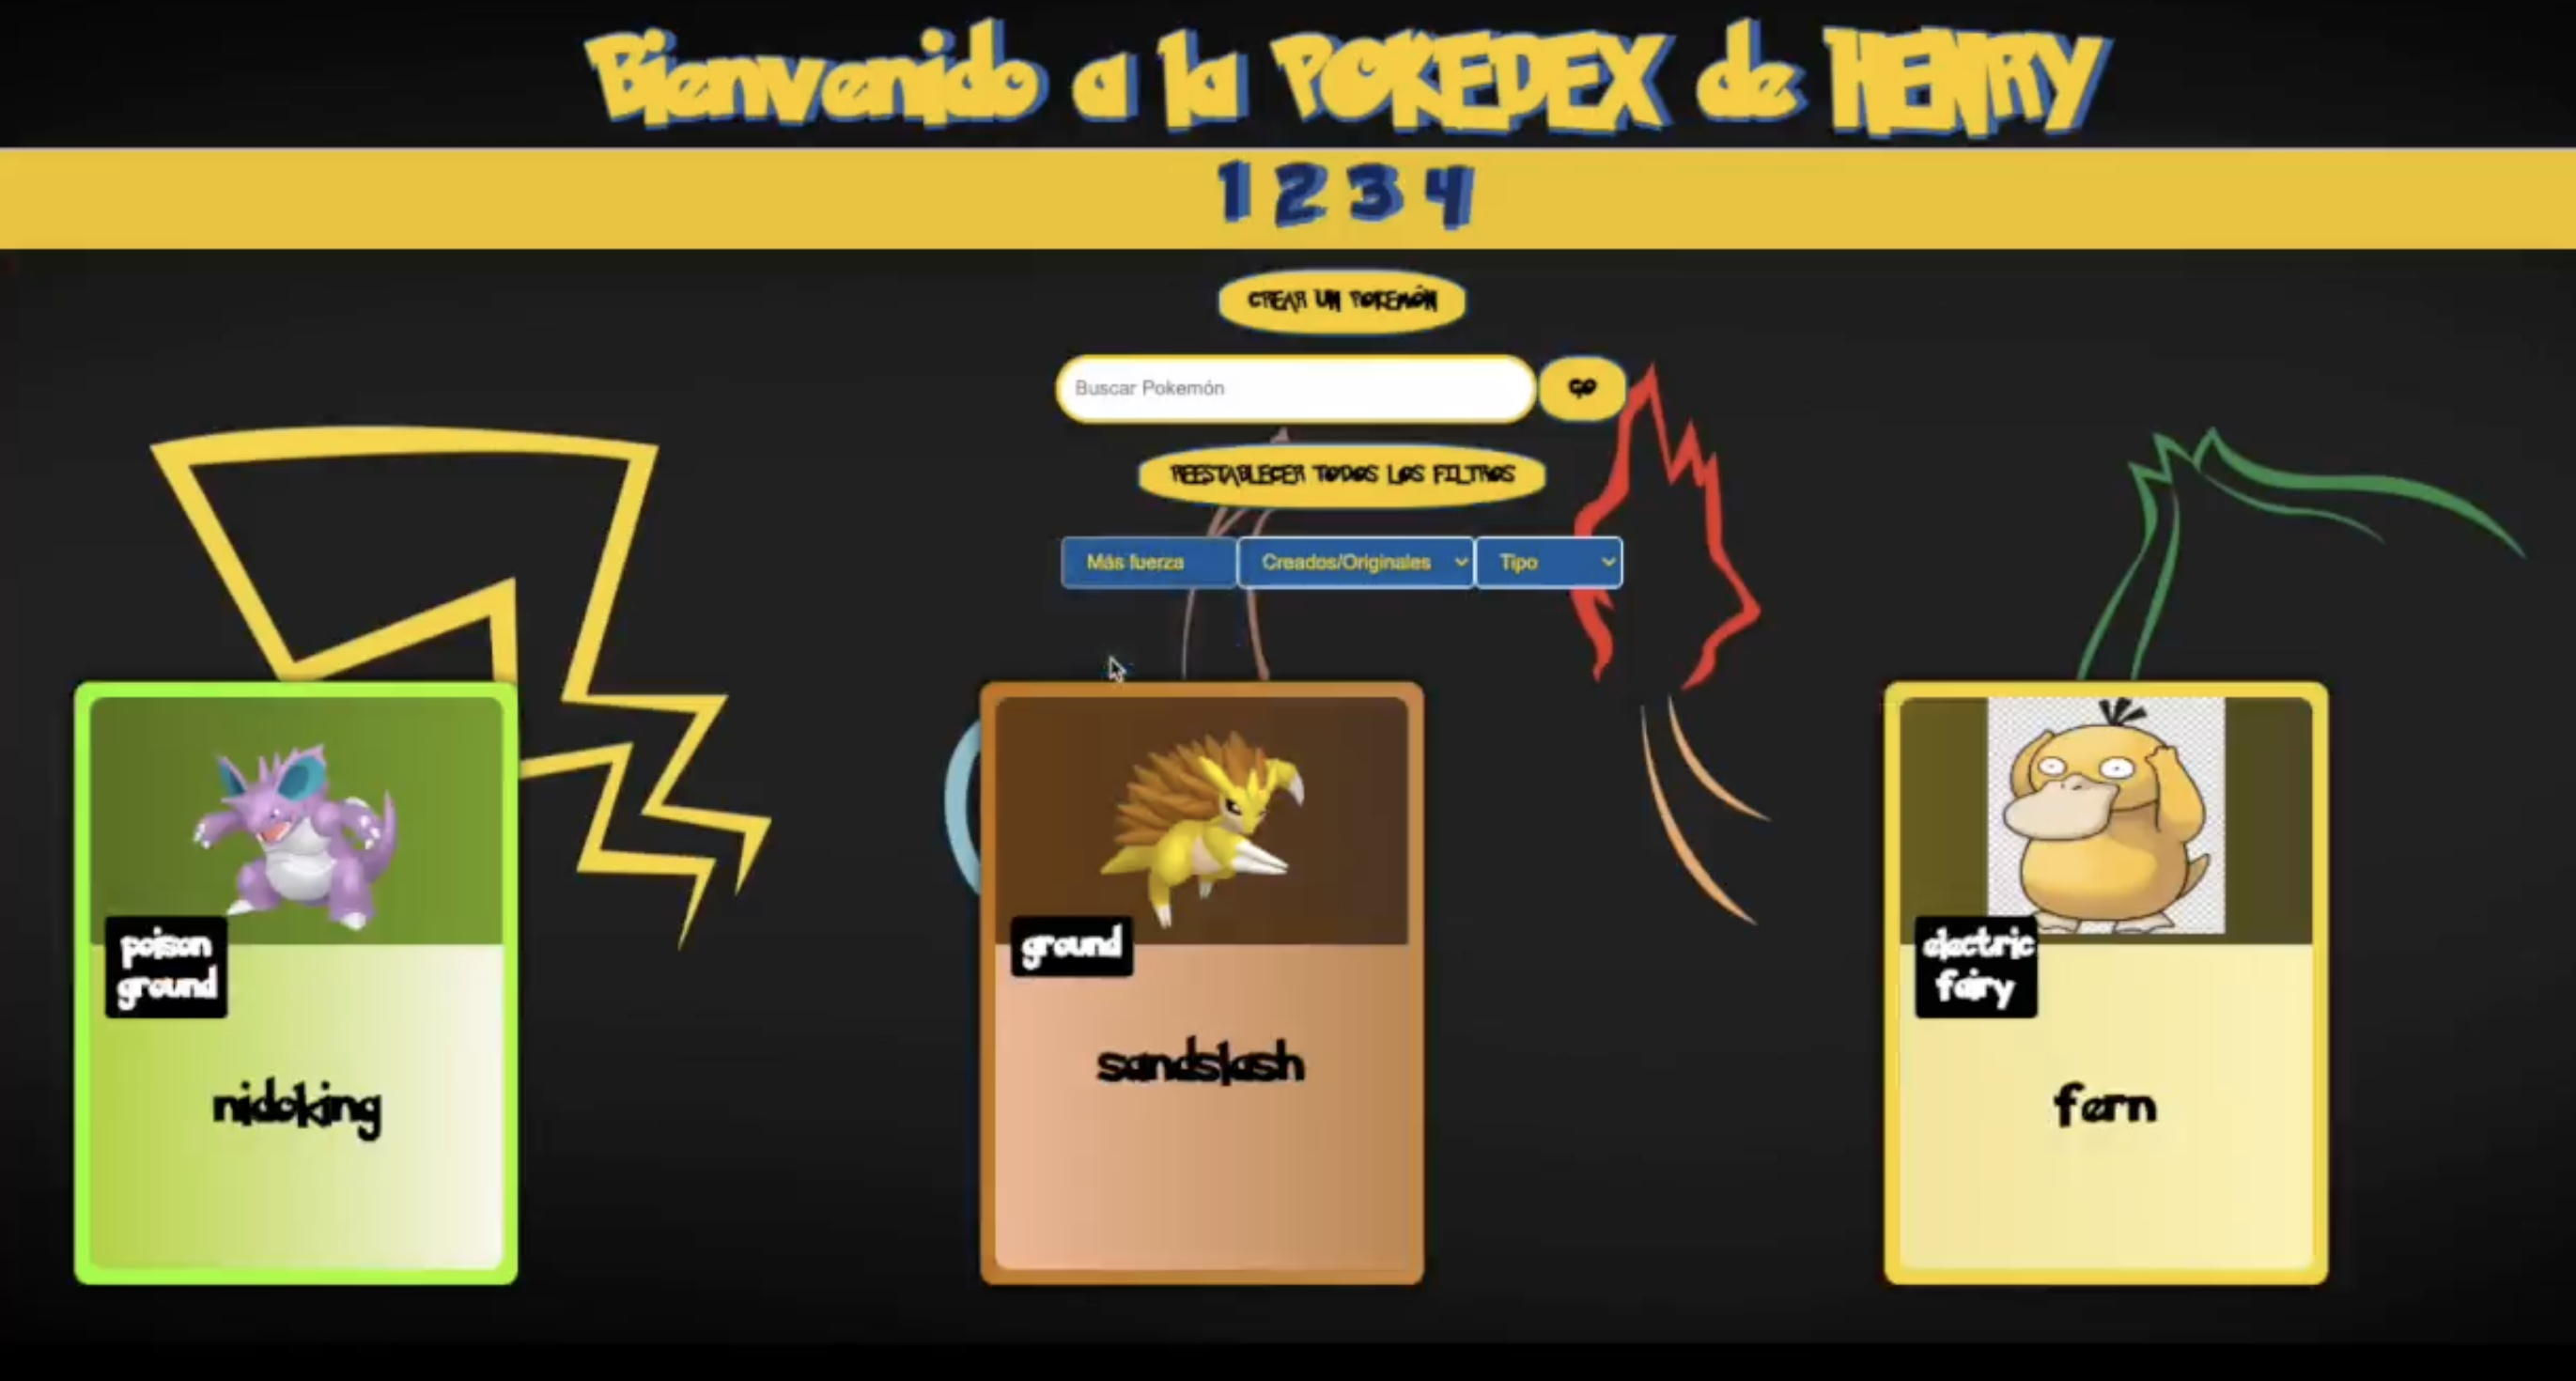 Bienvenido a la POKEDEX de HENRY
1 2 3 4
CREAR UN POKEMÓN
Buscar Pokemón
GO
REESTABLECER TODOS LOS FILTROS
Más fuerza
Creados/Originales
Tipo
poison
ground
nidoking
ground
sandslash
electric
fairy
fern